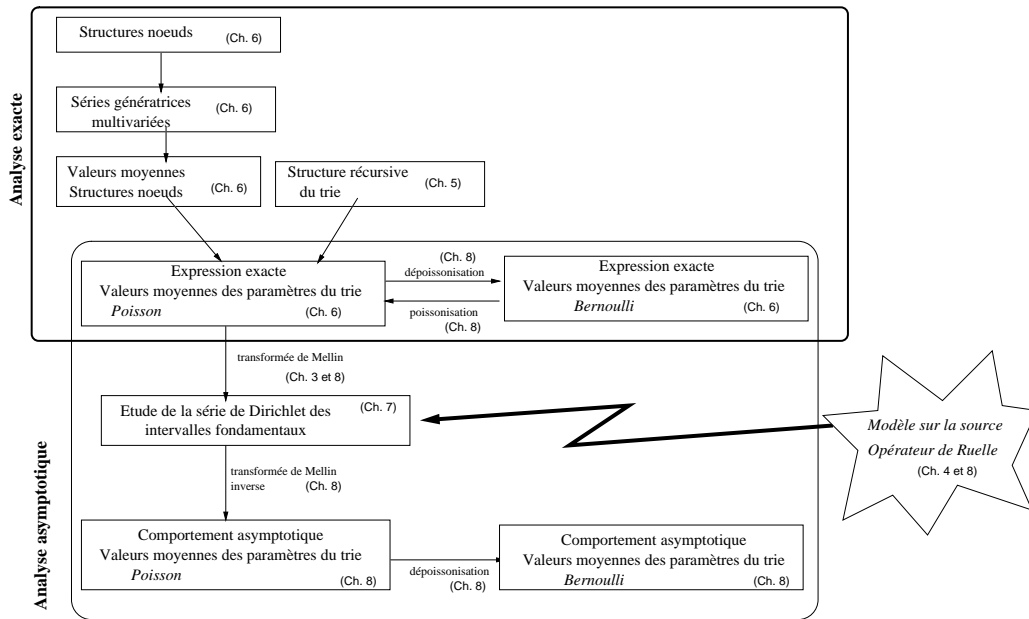 Structures noeuds
(Ch. 6)
Séries génératrices
multivariées
(Ch. 6)
Valeurs moyennes
Structures noeuds
(Ch. 6)
Structure récursive
du trie
(Ch. 5)
Analyse exacte
Expression exacte
Valeurs moyennes des paramètres du trie
Poisson
(Ch. 6)
(Ch. 8)
dépoissonisation
poissonisation
(Ch. 8)
Expression exacte
Valeurs moyennes des paramètres du trie
Bernoulli
(Ch. 6)
transformée de Mellin
(Ch. 3 et 8)
Etude de la série de Dirichlet des
intervalles fondamentaux
(Ch. 7)
Modèle sur la source
Opérateur de Ruelle
(Ch. 4 et 8)
transformée de Mellin
inverse
(Ch. 8)
Analyse asymptotique
Comportement asymptotique
Valeurs moyennes des paramètres du trie
Poisson
(Ch. 8)
dépoissonisation
(Ch. 8)
Comportement asymptotique
Valeurs moyennes des paramètres du trie
Bernoulli
(Ch. 8)